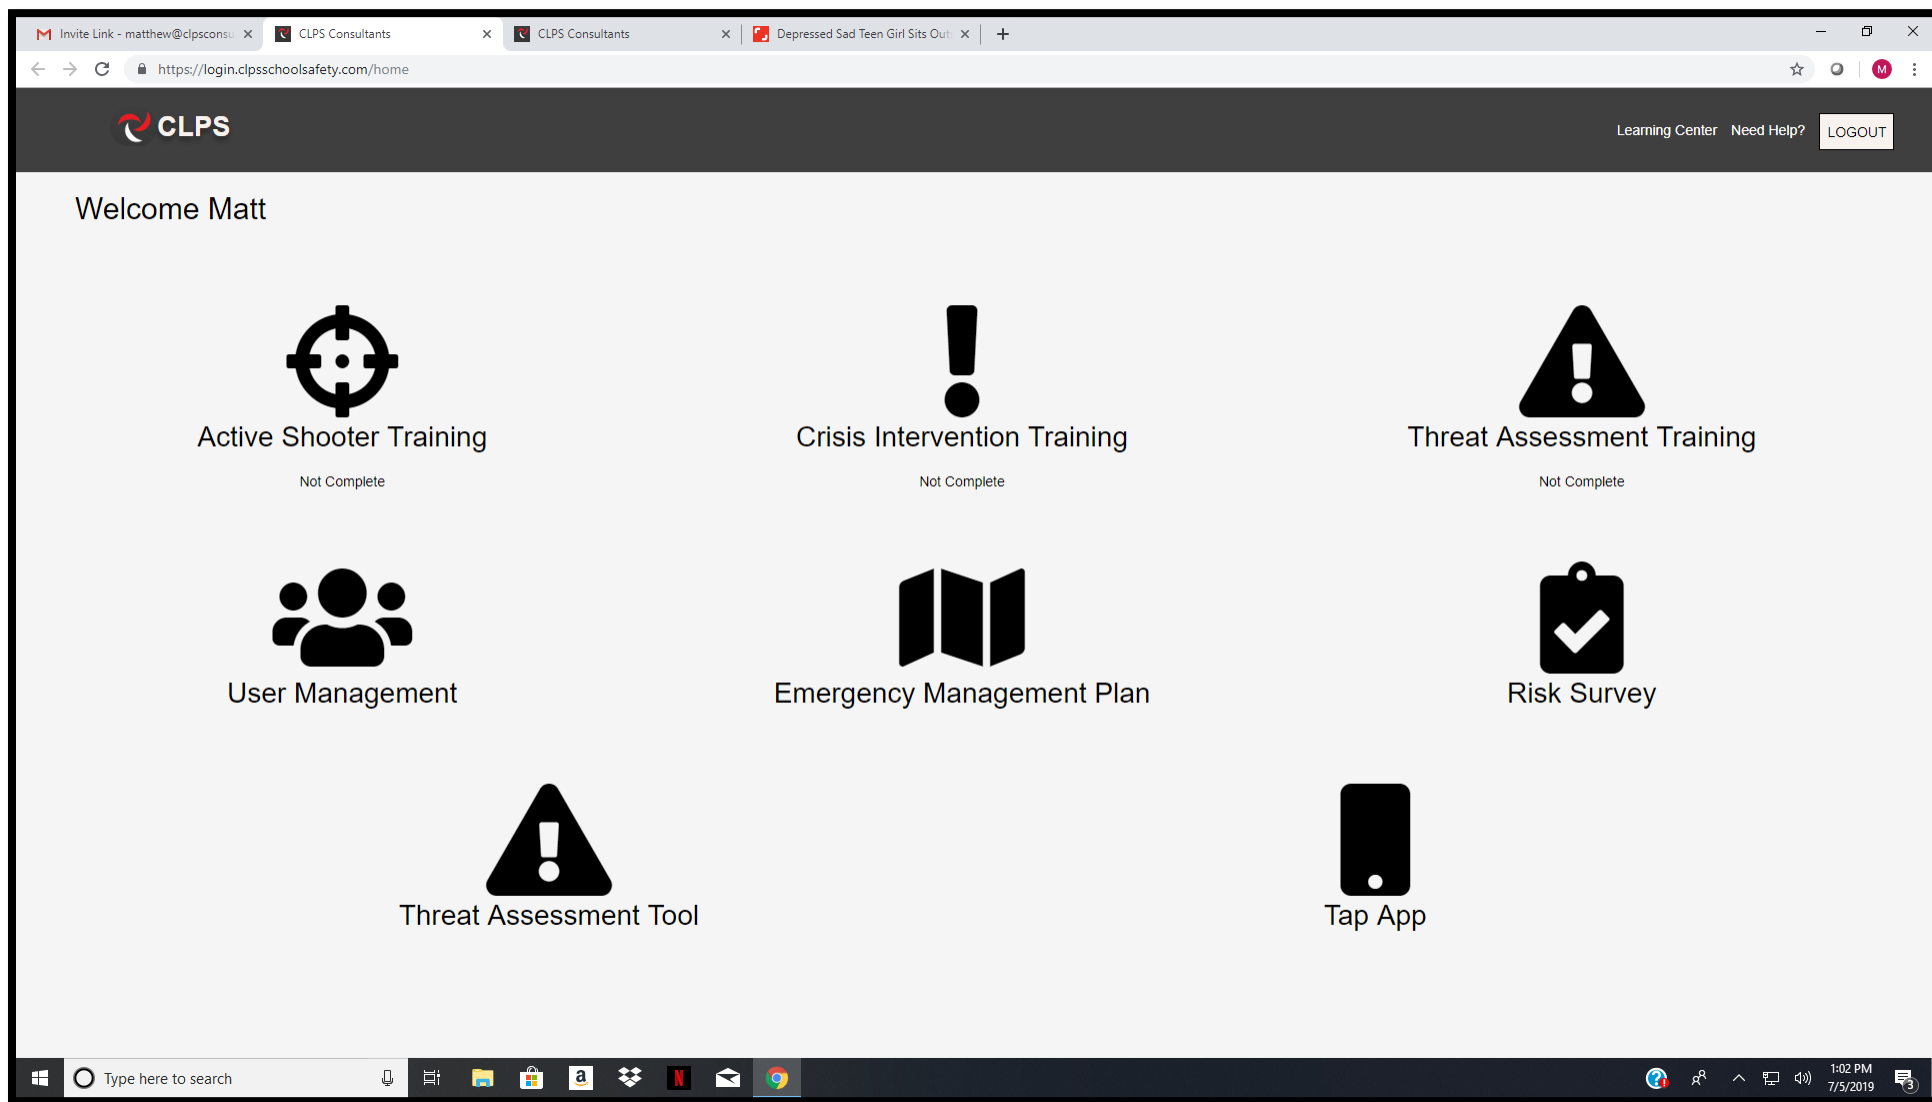 Invite Link - matthew@clpsconsu
CLPS Consultants
CLPS Consultants
Depressed Sad Teen Girl Sits Out
https://login.clpsschoolsafety.com/home
M
CLPS
Learning Center Need Help? LOGOUT
Welcome Matt
Active Shooter Training
Not Complete
Crisis Intervention Training
Not Complete
Threat Assessment Training
Not Complete
User Management
Emergency Management Plan
Risk Survey
Threat Assessment Tool
Tap App
Type here to search
1:02 PM
7/5/2019
3